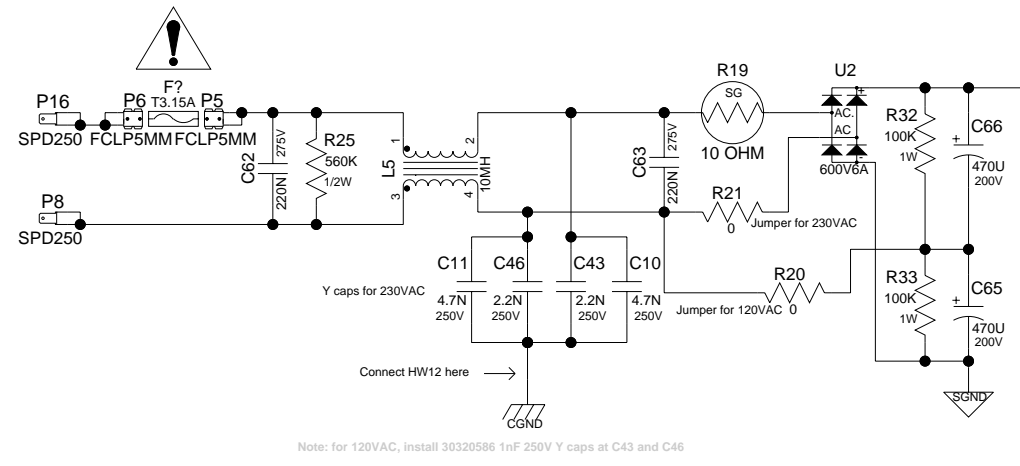 F?
T3.15A
P16
P6
P5
SPD250
FCLP5MM
FCLP5MM
P8
SPD250
C62
275V
220N
R25
560K
1/2W
L5
1
2
3
4
10MH
C63
275V
220N
R19
SG
10 OHM
U2
+
AC.
AC
-
600V6A
R32
100K
1W
C66
+
470U
200V
R21
0
Jumper for 230VAC
R20
Jumper for 120VAC 0
R33
100K
1W
C65
+
470U
200V
SGND
Y caps for 230VAC
C11
4.7N
250V
C46
2.2N
250V
C43
2.2N
250V
C10
4.7N
250V
Connect HW12 here
CGND
Note: for 120VAC, install 30320586 1nF 250V Y caps at C43 and C46